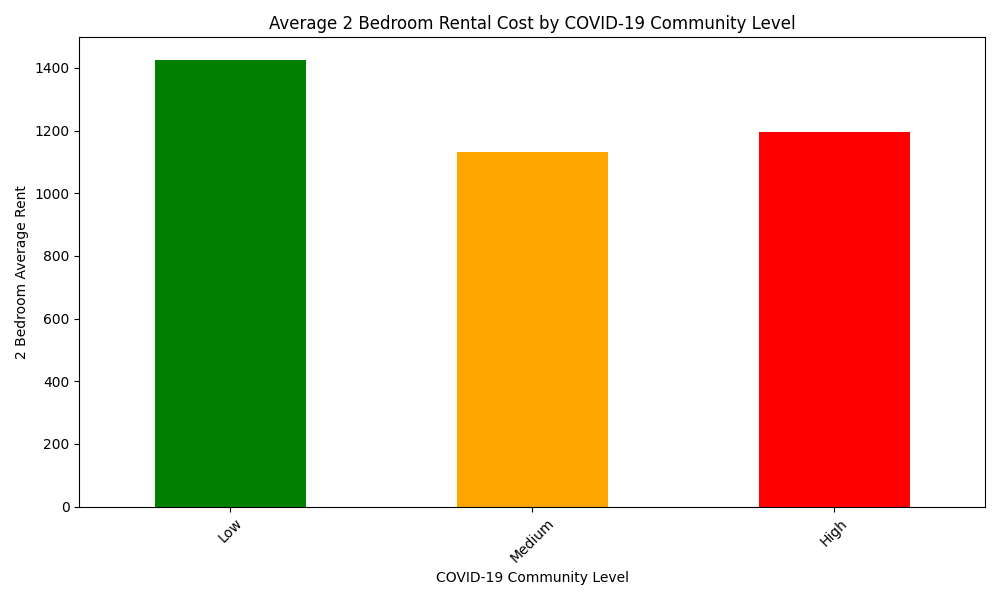 Average 2 Bedroom Rental Cost by COVID-19 Community Level
2 Bedroom Average Rent
1400
1200
1000
800
600
400
200
0
Low
Medium
High
COVID-19 Community Level